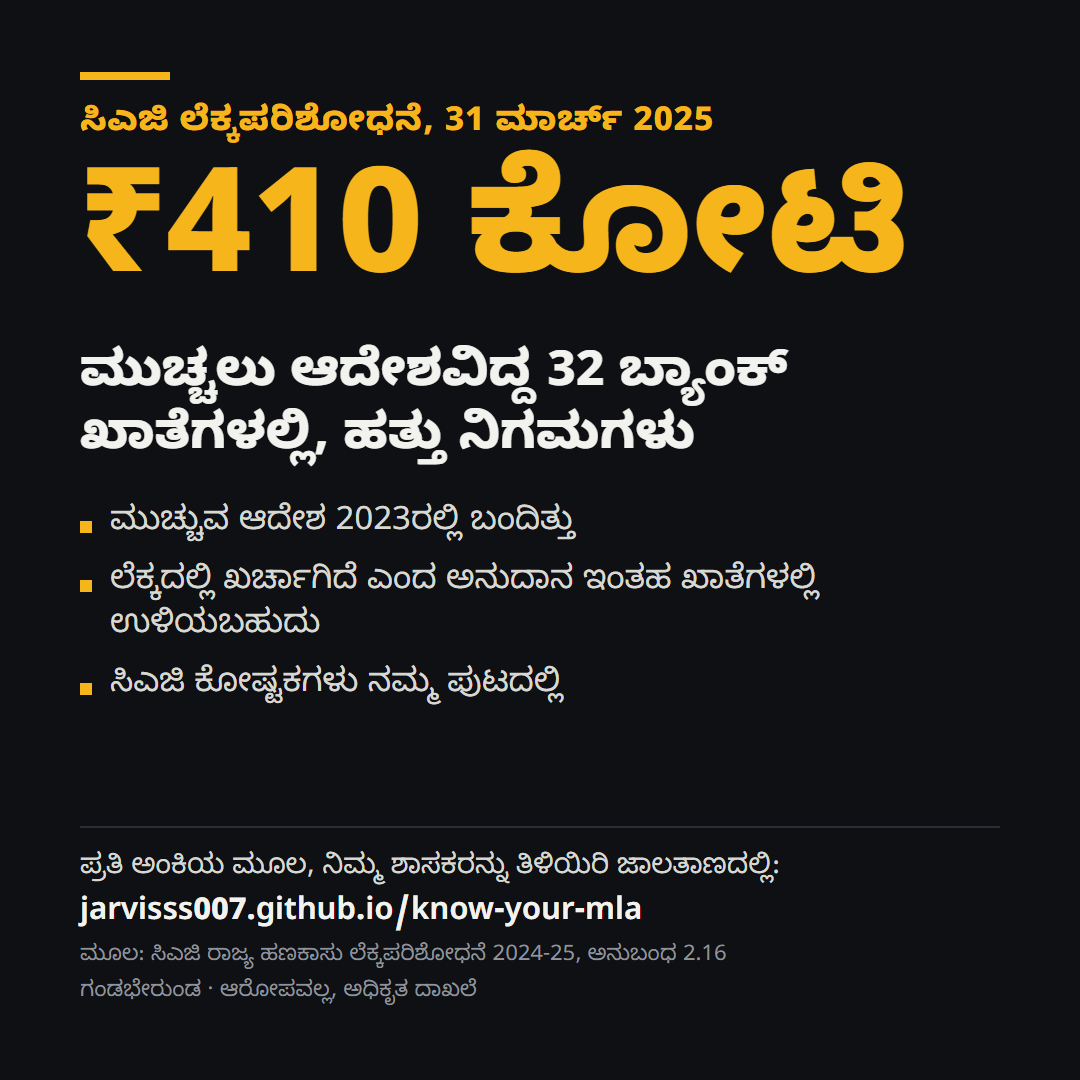 ಸಿಎಜಿ ಲೆಕ್ಕಪರಿಶೋಧನೆ, 31 ಮಾರ್ಚ್ 2025
₹410 ಕೋಟಿ
ಮುಚ್ಚಲು ಆದೇಶವಿದ್ದ 32 ಬ್ಯಾಂಕ್
ಖಾತೆಗಳಲ್ಲಿ, ಹತ್ತು ನಿಗಮಗಳು
ಮುಚ್ಚುವ ಆದೇಶ 2023ರಲ್ಲಿ ಬಂದಿತ್ತು
ಲೆಕ್ಕದಲ್ಲಿ ಖರ್ಚಾಗಿದೆ ಎಂದ ಅನುದಾನ ಇಂತಹ ಖಾತೆಗಳಲ್ಲಿ
ಉಳಿಯಬಹುದು
ಸಿಎಜಿ ಕೋಷ್ಟಕಗಳು ನಮ್ಮ ಪುಟದಲ್ಲಿ
ಪ್ರತಿ ಅಂಕಿಯ ಮೂಲ, ನಿಮ್ಮ ಶಾಸಕರನ್ನು ತಿಳಿಯಿರಿ ಜಾಲತಾಣದಲ್ಲಿ:
jarvisss007.github.io/know-your-mla
ಮೂಲ: ಸಿಎಜಿ ರಾಜ್ಯ ಹಣಕಾಸು ಲೆಕ್ಕಪರಿಶೋಧನೆ 2024-25, ಅನುಬಂಧ 2.16
ಗಂಡಭೇರುಂಡ · ಆರೋಪವಲ್ಲ, ಅಧಿಕೃತ ದಾಖಲೆ